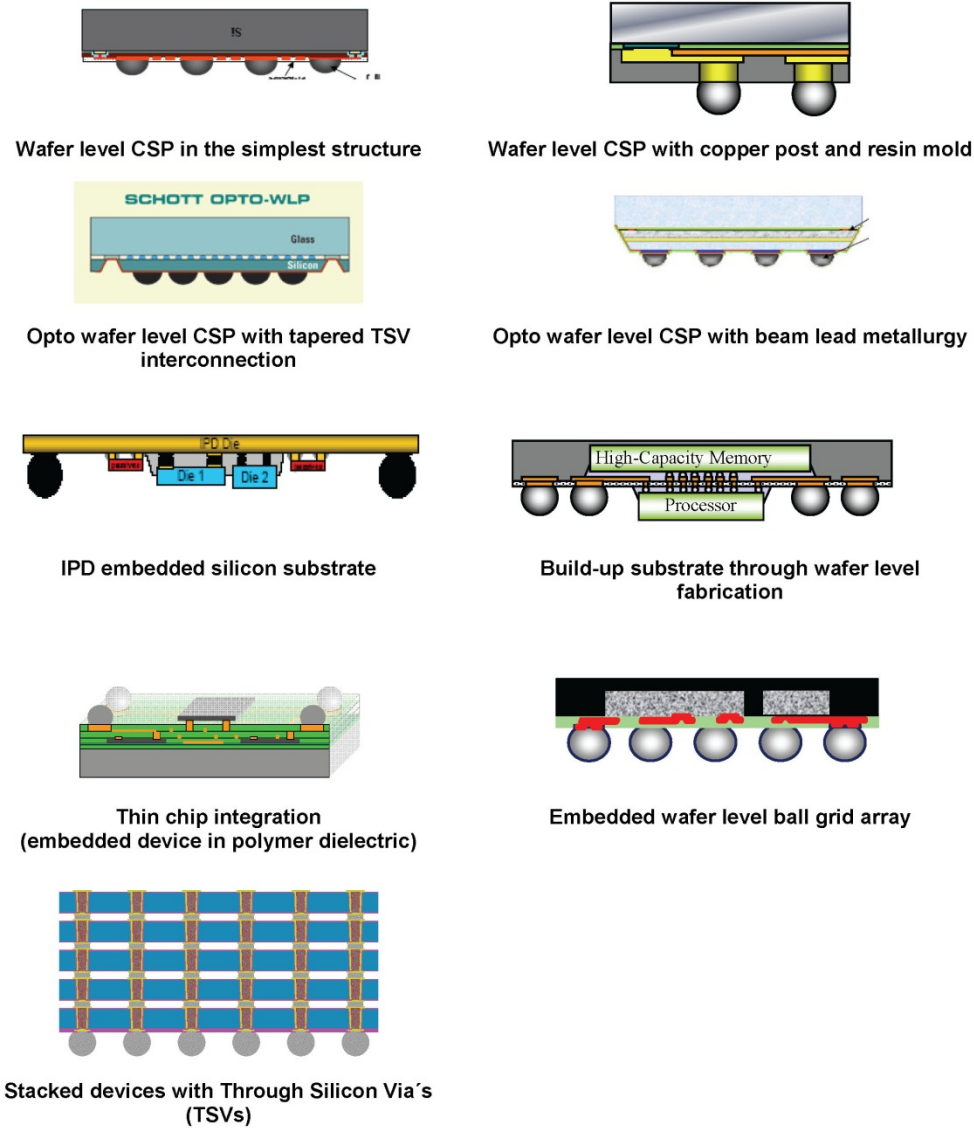 Si
Wafer level CSP in the simplest structure
Wafer level CSP with copper post and resin mold
SCHOTT OPTO-WLP
Glass
Silicon
Opto wafer level CSP with tapered TSV
interconnection
Opto wafer level CSP with beam lead metallurgy
IPD Die
passives
Die 1
Die 2
passives
IPD embedded silicon substrate
High-Capacity Memory
Processor
Build-up substrate through wafer level
fabrication
Thin chip integration
(embedded device in polymer dielectric)
Embedded wafer level ball grid array
Stacked devices with Through Silicon Via´s
(TSVs)